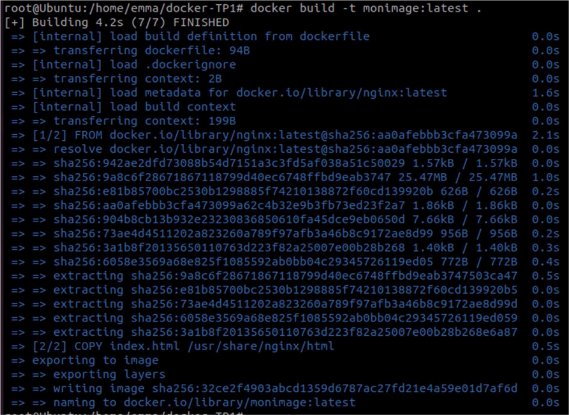 root@Ubuntu:/home/emma/docker-TP1# docker build -t monimage:latest .
[+] Building 4.2s (7/7) FINISHED
=> [internal] load build definition from dockerfile 0.0s
=> => transferring dockerfile: 94B 0.0s
=> [internal] load .dockerignore 0.0s
=> => transferring context: 2B 0.0s
=> [internal] load metadata for docker.io/library/nginx:latest 1.6s
=> [internal] load build context 0.0s
=> => transferring context: 199B 0.0s
=> [1/2] FROM docker.io/library/nginx:latest@sha256:aa0afebbb3cfa473099a 2.1s
=> => resolve docker.io/library/nginx:latest@sha256:aa0afebbb3cfa473099a 0.0s
=> => sha256:942ae2dfd73088b54d7151a3c3fd5af038a51c50029 1.57kB / 1.57kB 0.0s
=> => sha256:9a8c6f28671867118799d40ec6748ffbd9eab3747 25.47MB / 25.47MB 1.0s
=> => sha256:e81b85700bc2530b1298885f74210138872f60cd139920b 626B / 626B 0.2s
=> => sha256:aa0afebbb3cfa473099a62c4b32e9b3fb73ed23f2a7 1.86kB / 1.86kB 0.0s
=> => sha256:904b8cb13b932e23230836850610fa45dce9eb0650d 7.66kB / 7.66kB 0.0s
=> => sha256:73ae4d4511202a823260a789f97afb3a46b8c9172ae8d99 956B / 956B 0.2s
=> => sha256:3a1b8f20135650110763d223f82a25007e00b28b268 1.40kB / 1.40kB 0.3s
=> => sha256:6058e3569a68e825f1085592ab0bb04c29345726119ed05 772B / 772B 0.4s
=> => extracting sha256:9a8c6f28671867118799d40ec6748ffbd9eab3747503ca47 0.5s
=> => extracting sha256:e81b85700bc2530b1298885f74210138872f60cd139920b5 0.0s
=> => extracting sha256:73ae4d4511202a823260a789f97afb3a46b8c9172ae8d99d 0.0s
=> => extracting sha256:6058e3569a68e825f1085592ab0bb04c29345726119ed059 0.0s
=> => extracting sha256:3a1b8f20135650110763d223f82a25007e00b28b268e6a87 0.0s
=> [2/2] COPY index.html /usr/share/nginx/html 0.5s
=> exporting to image 0.0s
=> => exporting layers 0.0s
=> => writing image sha256:32ce2f4903abcd1359d6787ac27fd21e4a59e01d7af6d 0.0s
=> => naming to docker.io/library/monimage:latest 0.0s
root@Ubuntu:/home/emma/docker-TP1#